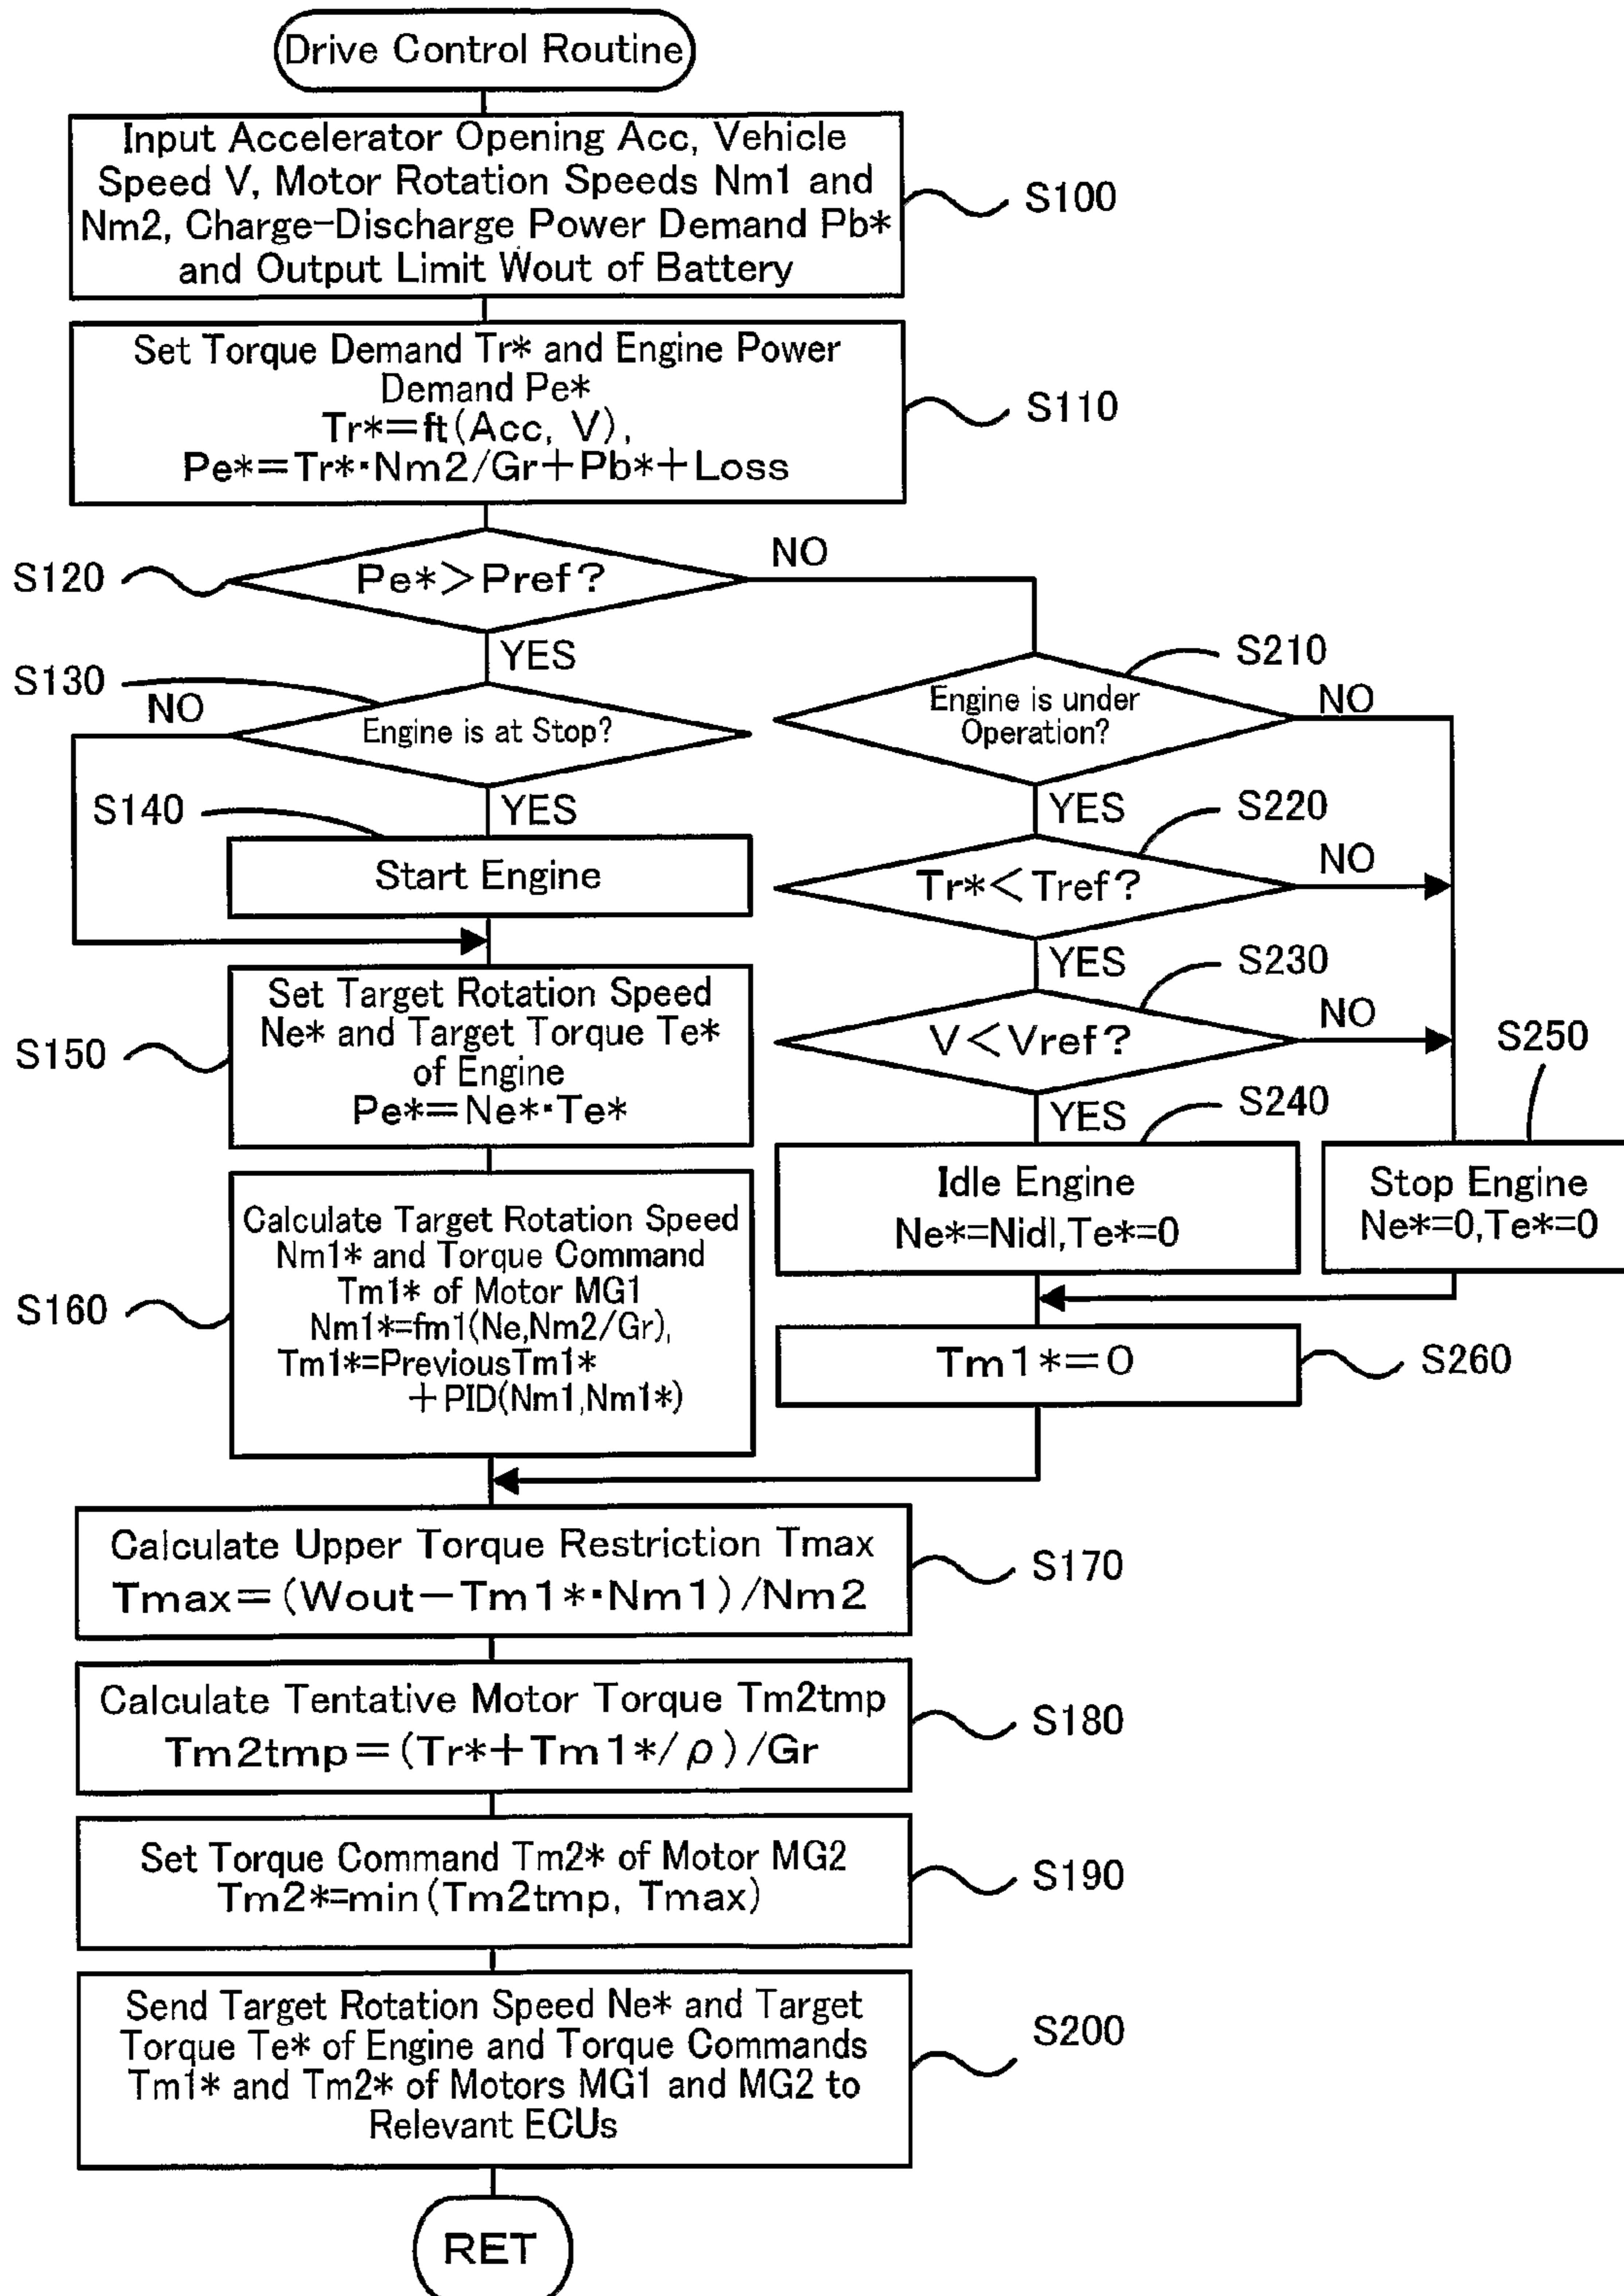 Drive Control Routine
Input Accelerator Opening Acc, Vehicle
Speed V, Motor Rotation Speeds Nm1 and
Nm2, Charge-Discharge Power Demand Pb*
and Output Limit Wout of Battery
S100
Set Torque Demand Tr* and Engine Power
Demand Pe*
Tr*=ft(Acc, V),
Pe*=Tr*･Nm2/Gr+Pb*+Loss
S110
S120
Pe*>Pref?
NO
YES
S130
NO
Engine is at Stop?
YES
S140
Start Engine
S150
Set Target Rotation Speed
Ne* and Target Torque Te*
of Engine
Pe*=Ne*･Te*
S160
Calculate Target Rotation Speed
Nm1* and Torque Command
Tm1* of Motor MG1
Nm1*=fm1(Ne,Nm2/Gr),
Tm1*=PreviousTm1*
+PID(Nm1,Nm1*)
S210
Engine is under
Operation?
NO
YES
S220
Tr*<Tref?
NO
YES
S230
V<Vref?
NO
YES
S240
Idle Engine
Ne*=Nidl,Te*=0
S250
Stop Engine
Ne*=0,Te*=0
Tm1*=0
S260
Calculate Upper Torque Restriction Tmax
Tmax=(Wout-Tm1*･Nm1)/Nm2
S170
Calculate Tentative Motor Torque Tm2tmp
Tm2tmp=(Tr*+Tm1*/ρ)/Gr
S180
Set Torque Command Tm2* of Motor MG2
Tm2*=min(Tm2tmp, Tmax)
S190
Send Target Rotation Speed Ne* and Target
Torque Te* of Engine and Torque Commands
Tm1* and Tm2* of Motors MG1 and MG2 to
Relevant ECUs
S200
RET